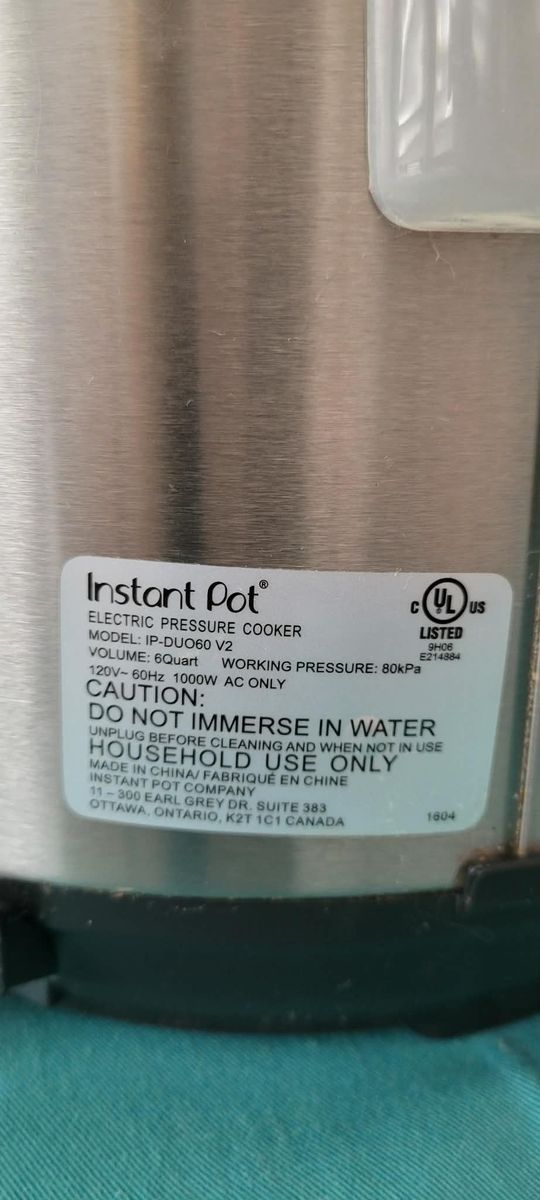 Instant Pot®
ELECTRIC PRESSURE COOKER
MODEL: IP-DUO60 V2
VOLUME: 6Quart WORKING PRESSURE: 80kPa
120V~ 60Hz 1000W AC ONLY
CAUTION:
DO NOT IMMERSE IN WATER
UNPLUG BEFORE CLEANING AND WHEN NOT IN USE
HOUSEHOLD USE ONLY
MADE IN CHINA/ FABRIQUÉ EN CHINE
INSTANT POT COMPANY
11 – 300 EARL GREY DR. SUITE 383
OTTAWA, ONTARIO, K2T 1C1 CANADA
C UL® US
LISTED
9H06
E214884
1604